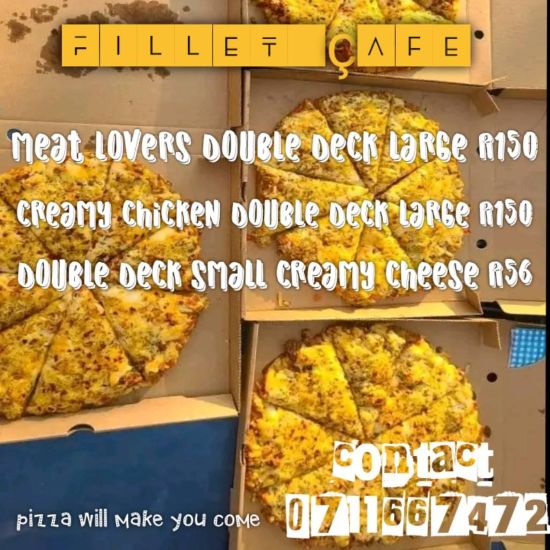 FILLET ÇAFE
Meat Lovers Double Deck Large R150
Creamy Chicken Double Deck Large R150
Double Deck Small Creamy Cheese R56
contact
0711667472
pizza will make you come